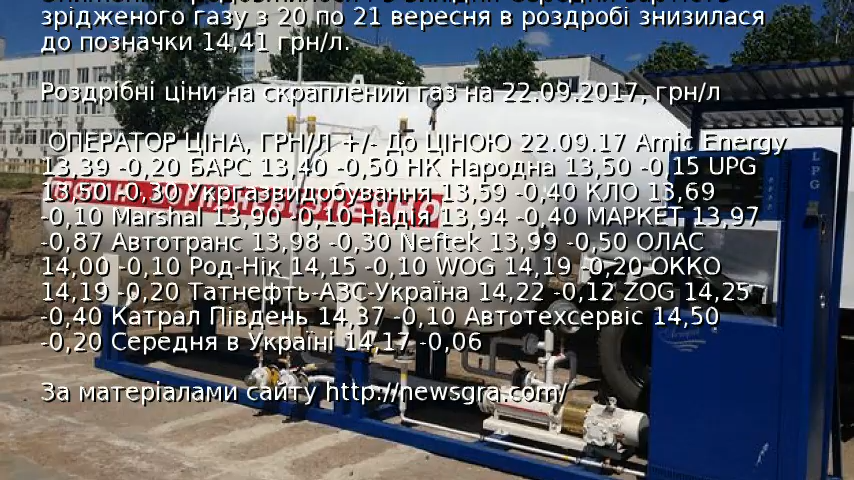 зрідженого газу з 20 по 21 вересня в роздробі знизилася
до позначки 14,41 грн/л.
Роздрібні ціни на скраплений газ на 22.09.2017, грн/л
ОПЕРАТОР ЦІНА, ГРН/Л +/- До ЦІНОЮ 22.09.17 Amic Energy
13,39 -0,20 БАРС 13,40 -0,50 НК Народна 13,50 -0,15 UPG
13,50 -0,30 Укргазвидобування 13,59 -0,40 КЛО 13,69
-0,10 Marshal 13,90 -0,10 Надія 13,94 -0,40 МАРКЕТ 13,97
-0,87 Автотранс 13,98 -0,30 Neftek 13,99 -0,50 ОЛАС
14,00 -0,10 Род-Нік 14,15 -0,10 WOG 14,19 -0,20 ОККО
14,19 -0,20 Татнефть-АЗС-Україна 14,22 -0,12 ZOG 14,25
-0,40 Катрал Південь 14,37 -0,10 Автотехсервіс 14,50
-0,20 Середня в Україні 14,17 -0,06
За матеріалами сайту http://newsgra.com/
LPG